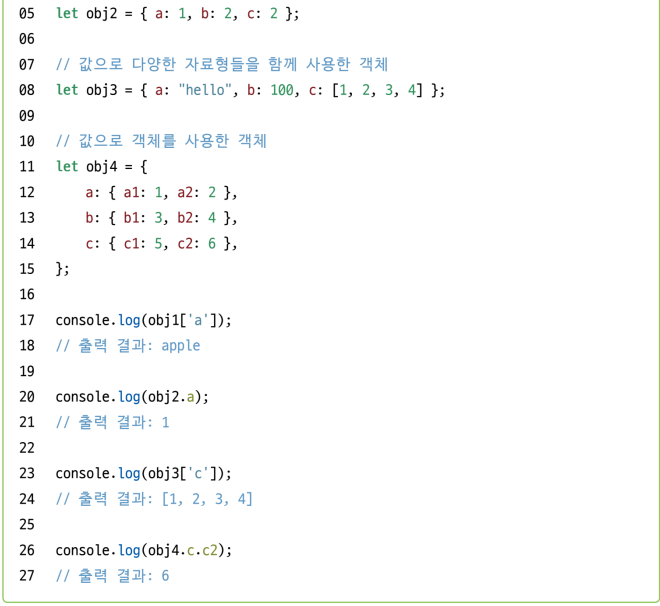 05 let obj2 = { a: 1, b: 2, c: 2 };
06
07 // 값으로 다양한 자료형들을 함께 사용한 객체
08 let obj3 = { a: "hello", b: 100, c: [1, 2, 3, 4] };
09
10 // 값으로 객체를 사용한 객체
11 let obj4 = {
12     a: { a1: 1, a2: 2 },
13     b: { b1: 3, b2: 4 },
14     c: { c1: 5, c2: 6 },
15 };
16
17 console.log(obj1['a']);
18 // 출력 결과: apple
19
20 console.log(obj2.a);
21 // 출력 결과: 1
22
23 console.log(obj3['c']);
24 // 출력 결과: [1, 2, 3, 4]
25
26 console.log(obj4.c.c2);
27 // 출력 결과: 6